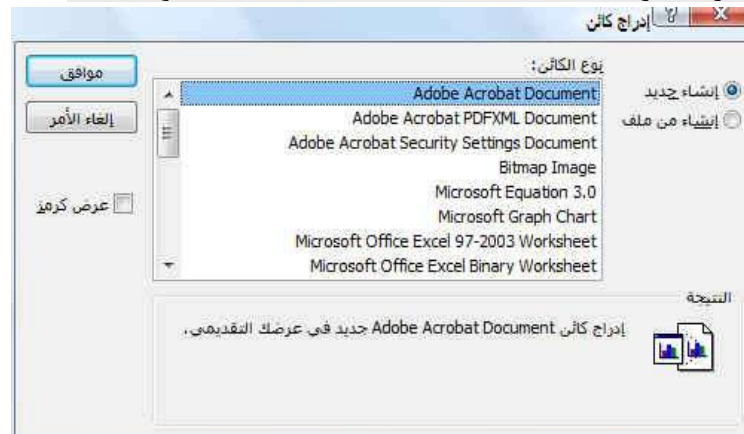 إدراج كائن
نوع الكائن:
إنشاء جديد
إنشاء من ملف
Adobe Acrobat Document
Adobe Acrobat PDFXML Document
Adobe Acrobat Security Settings Document
Bitmap Image
Microsoft Equation 3.0
Microsoft Graph Chart
Microsoft Office Excel 97-2003 Worksheet
Microsoft Office Excel Binary Worksheet
موافق
إلغاء الأمر
عرض كرمز
النتيجة
إدراج كائن Adobe Acrobat Document جديد في عرضك التقديمي.